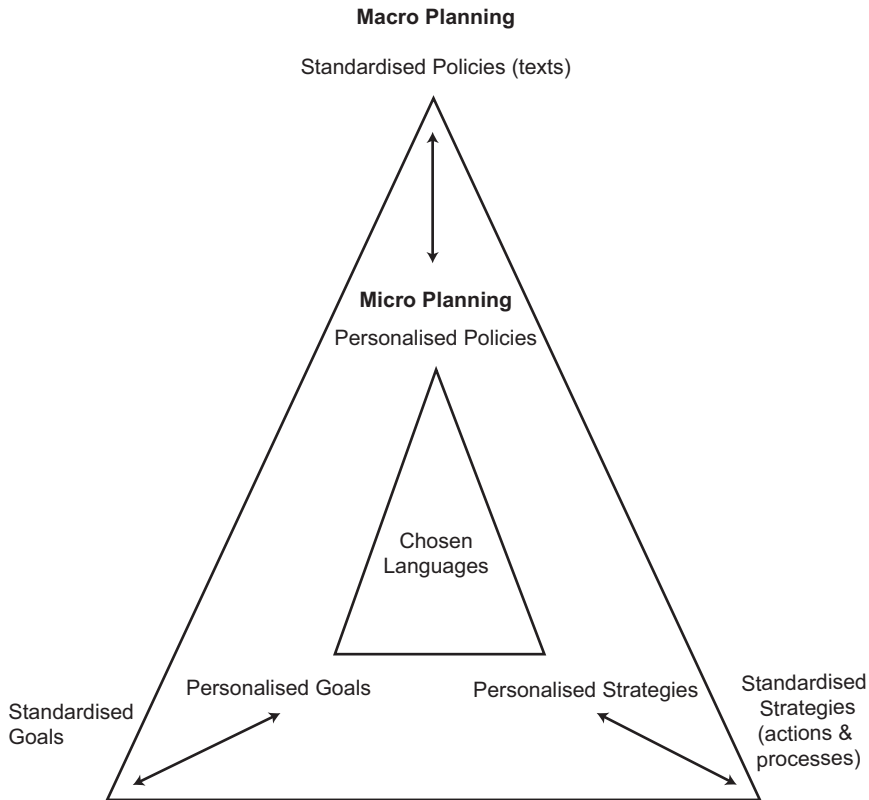 Macro Planning
Standardised Policies (texts)
Micro Planning
Personalised Policies
Chosen
Languages
Personalised Goals
Personalised Strategies
Standardised
Goals
Standardised
Strategies
(actions &
processes)